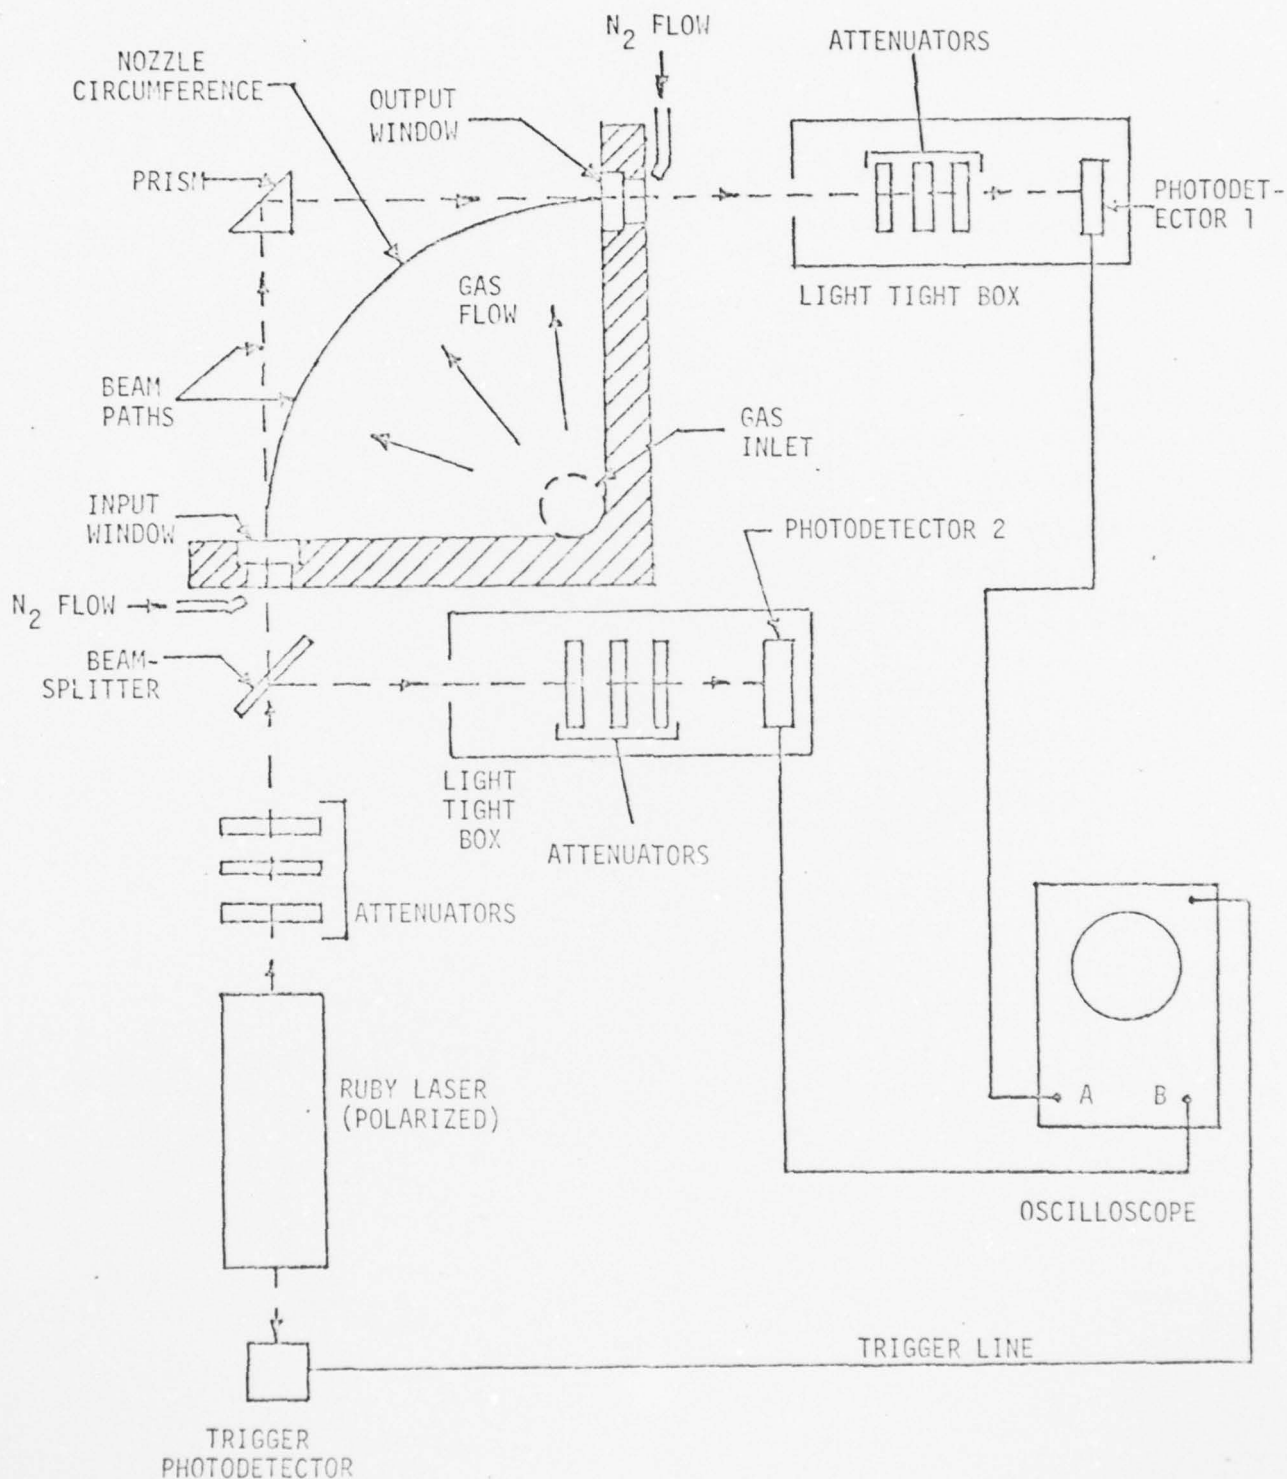 N2 FLOW
ATTENUATORS
NOZZLE
CIRCUMFERENCE
OUTPUT
WINDOW
PRISM
PHOTODET-
ECTOR 1
LIGHT TIGHT BOX
GAS
FLOW
BEAM
PATHS
GAS
INLET
INPUT
WINDOW
PHOTODETECTOR 2
N2 FLOW
BEAM-
SPLITTER
LIGHT
TIGHT
BOX
ATTENUATORS
ATTENUATORS
RUBY LASER
(POLARIZED)
A B
OSCILLOSCOPE
TRIGGER LINE
TRIGGER
PHOTODETECTOR